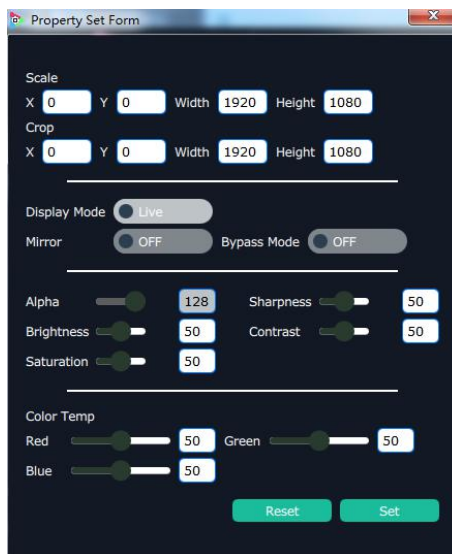 Property Set Form
Scale
X 0 Y 0 Width 1920 Height 1080
Crop
X 0 Y 0 Width 1920 Height 1080
Display Mode Live
Mirror OFF Bypass Mode OFF
Alpha 128 Sharpness 50
Brightness 50 Contrast 50
Saturation 50
Color Temp
Red 50 Green 50
Blue 50
Reset Set